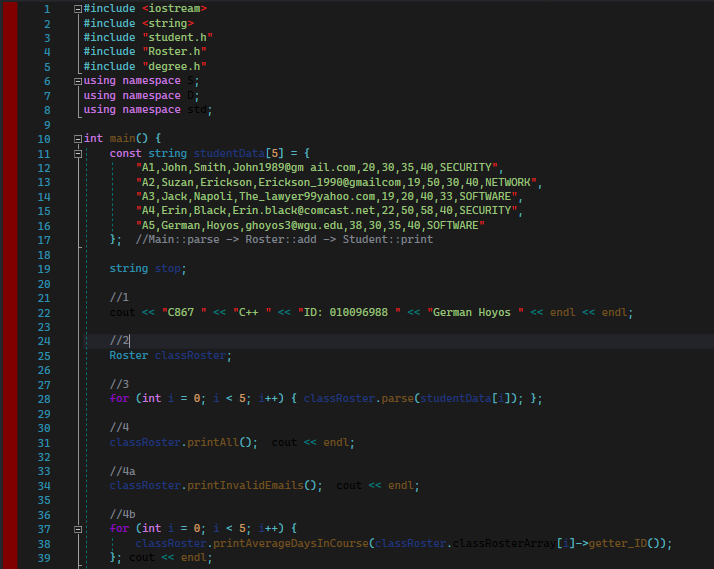 1 #include <iostream>
2 #include <string>
3 #include "student.h"
4 #include "Roster.h"
5 #include "degree.h"
6 using namespace S;
7 using namespace D;
8 using namespace std;
9
10 int main() {
11 const string studentData[5] = {
12 "A1,John,Smith,John1989@gm ail.com,20,30,35,40,SECURITY",
13 "A2,Suzan,Erickson,Erickson_1990@gmailcom,19,50,30,40,NETWORK",
14 "A3,Jack,Napoli,The_lawyer99yahoo.com,19,20,40,33,SOFTWARE",
15 "A4,Erin,Black,Erin.black@comcast.net,22,50,58,40,SECURITY",
16 "A5,German,Hoyos,ghoyos3@wgu.edu,38,30,35,40,SOFTWARE"
17 }; //Main::parse -> Roster::add -> Student::print
18
19 string stop;
20
21 //1
22 cout << "C867 " << "C++ " << "ID: 010096988 " << "German Hoyos " << endl << endl;
23
24 //2
25 Roster classRoster;
26
27 //3
28 for (int i = 0; i < 5; i++) { classRoster.parse(studentData[i]); };
29
30 //4
31 classRoster.printAll(); cout << endl;
32
33 //4a
34 classRoster.printInvalidEmails(); cout << endl;
35
36 //4b
37 for (int i = 0; i < 5; i++) {
38 classRoster.printAverageDaysInCourse(classRoster.classRosterArray[i]->getter_ID());
39 }; cout << endl;